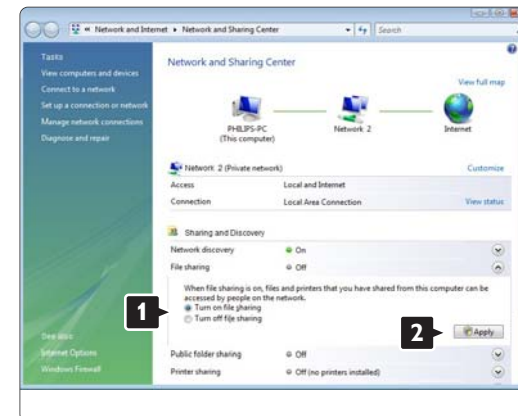 Network and Internet ▸ Network and Sharing Center
Search
Tasks
View computers and devices
Connect to a network
Set up a connection or network
Manage network connections
Diagnose and repair
See also
Internet Options
Windows Firewall
Network and Sharing Center
View full map
PHILIPS-PC
(This computer)
Network 2
Internet
Network 2 (Private network)
Customize
Access Local and Internet
Connection Local Area Connection View status
Sharing and Discovery
Network discovery On
File sharing Off
When file sharing is on, files and printers that you have shared from this computer can be
accessed by people on the network.
1
Turn on file sharing
Turn off file sharing
2
Apply
Public folder sharing Off
Printer sharing Off (no printers installed)